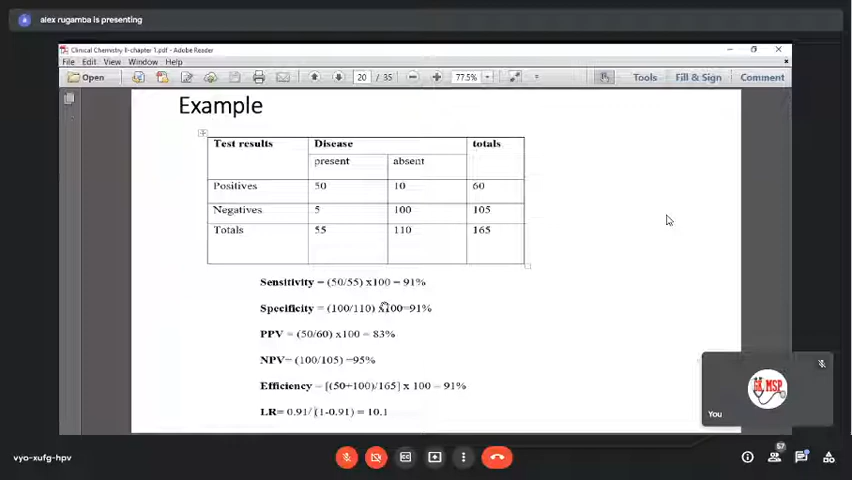 a alex rugamba is presenting
Clinical Chemistry II-chapter 1.pdf - Adobe Reader
File Edit View Window Help
Open 20 / 35 77.5% Tools Fill & Sign Comment
Example
Test results Disease totals
present absent
Positives 50 10 60
Negatives 5 100 105
Totals 55 110 165
Sensitivity = (50/55) x100 = 91%
Specificity = (100/110) x100=91%
PPV = (50/60) x100 = 83%
NPV= (100/105) =95%
Efficiency = [(50+100)/165] x 100 = 91%
LR= 0.91/(1-0.91) = 10.1
MSP
You
vyo-xufg-hpv
57